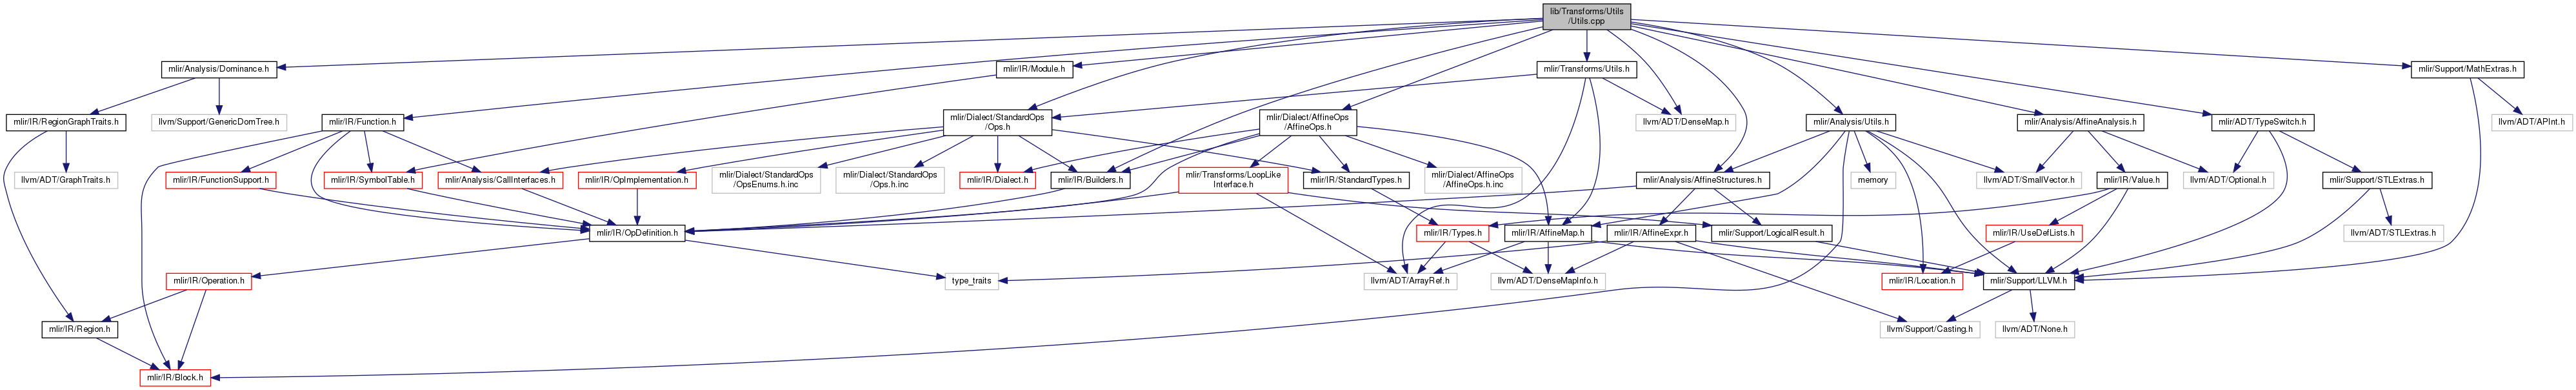 lib/Transforms/Utils
/Utils.cpp
mlir/Analysis/Dominance.h
mlir/IR/Module.h
mlir/Transforms/Utils.h
mlir/Support/MathExtras.h
mlir/IR/RegionGraphTraits.h
llvm/Support/GenericDomTree.h
mlir/IR/Function.h
mlir/Dialect/StandardOps
/Ops.h
llvm/ADT/DenseMap.h
mlir/Dialect/AffineOps
/AffineOps.h
mlir/Analysis/Utils.h
mlir/Analysis/AffineAnalysis.h
mlir/ADT/TypeSwitch.h
llvm/ADT/APInt.h
llvm/ADT/GraphTraits.h
mlir/IR/FunctionSupport.h
mlir/IR/SymbolTable.h
mlir/Analysis/CallInterfaces.h
mlir/IR/OpImplementation.h
mlir/Dialect/StandardOps
/OpsEnums.h.inc
mlir/Dialect/StandardOps
/Ops.h.inc
mlir/IR/Dialect.h
mlir/IR/Builders.h
mlir/Transforms/LoopLike
Interface.h
mlir/IR/StandardTypes.h
mlir/Dialect/AffineOps
/AffineOps.h.inc
mlir/Analysis/AffineStructures.h
memory
llvm/ADT/SmallVector.h
mlir/IR/Value.h
llvm/ADT/Optional.h
mlir/Support/STLExtras.h
mlir/IR/OpDefinition.h
mlir/IR/Types.h
mlir/IR/AffineMap.h
mlir/IR/AffineExpr.h
mlir/Support/LogicalResult.h
mlir/IR/UseDefLists.h
llvm/ADT/STLExtras.h
mlir/IR/Operation.h
type_traits
llvm/ADT/ArrayRef.h
llvm/ADT/DenseMapInfo.h
mlir/IR/Location.h
mlir/Support/LLVM.h
mlir/IR/Region.h
llvm/Support/Casting.h
llvm/ADT/None.h
mlir/IR/Block.h